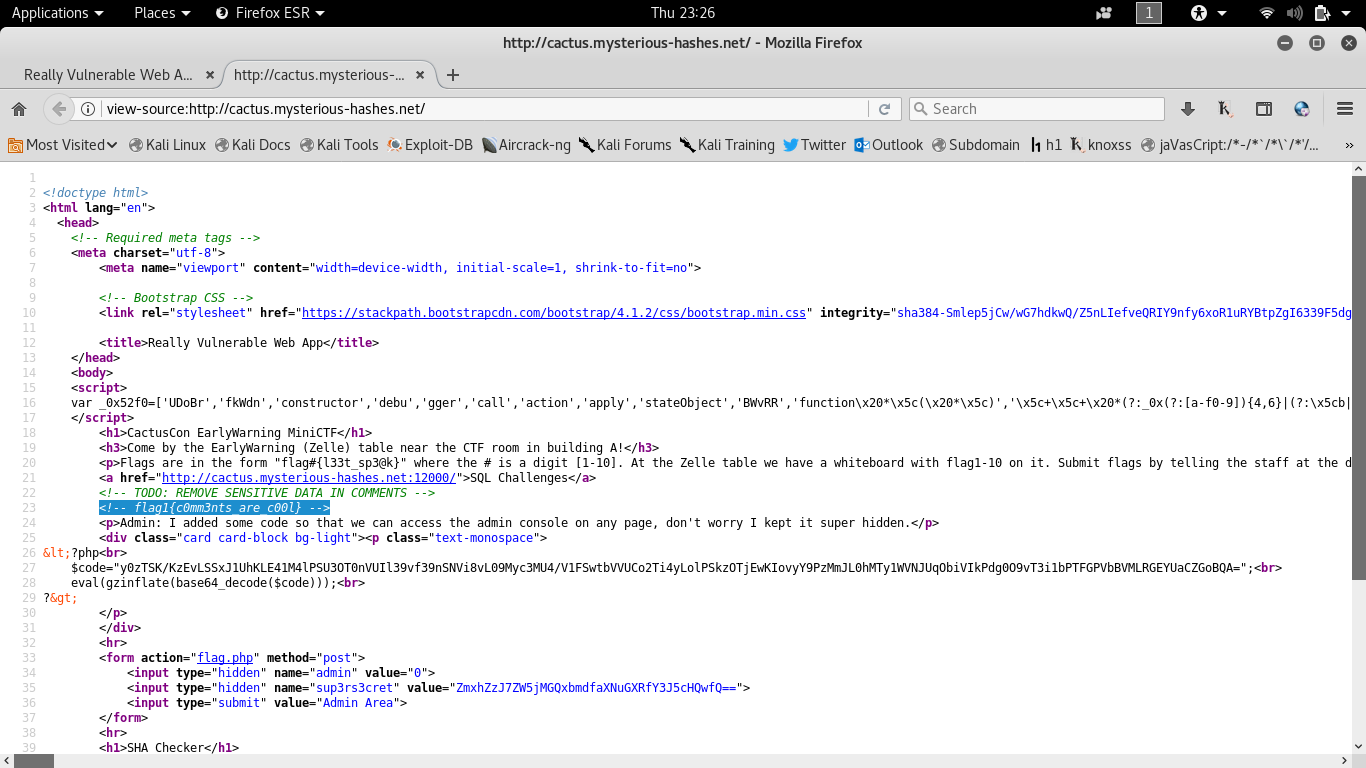 Applications Places Firefox ESR Thu 23:26 1
http://cactus.mysterious-hashes.net/ - Mozilla Firefox
Really Vulnerable Web A... http://cactus.mysterious-...
view-source:http://cactus.mysterious-hashes.net/ Search
Most Visited Kali Linux Kali Docs Kali Tools Exploit-DB Aircrack-ng Kali Forums Kali Training Twitter Outlook Subdomain h1 knoxss jaVasCript:/*-/*`/*\`/*'/... »
1
2 <!doctype html>
3 <html lang="en">
4 <head>
5 <!-- Required meta tags -->
6 <meta charset="utf-8">
7 <meta name="viewport" content="width=device-width, initial-scale=1, shrink-to-fit=no">
8
9 <!-- Bootstrap CSS -->
10 <link rel="stylesheet" href="https://stackpath.bootstrapcdn.com/bootstrap/4.1.2/css/bootstrap.min.css" integrity="sha384-Smlep5jCw/wG7hdkwQ/Z5nLIefveQRIY9nfy6xoR1uRYBtpZgI6339F5dg
11
12 <title>Really Vulnerable Web App</title>
13 </head>
14 <body>
15 <script>
16 var _0x52f0=['UDoBr','fkWdn','constructor','debu','gger','call','action','apply','stateObject','BWvRR','function\x20*\x5c(\x20*\x5c)','\x5c+\x5c+\x20*(?:_0x(?:[a-f0-9]){4,6}|(?:\x5cb|
17 </script>
18 <h1>CactusCon EarlyWarning MiniCTF</h1>
19 <h3>Come by the EarlyWarning (Zelle) table near the CTF room in building A!</h3>
20 <p>Flags are in the form "flag#{l33t_sp3@k}" where the # is a digit [1-10]. At the Zelle table we have a whiteboard with flag1-10 on it. Submit flags by telling the staff at the d
21 <a href="http://cactus.mysterious-hashes.net:12000/">SQL Challenges</a>
22 <!-- TODO: REMOVE SENSITIVE DATA IN COMMENTS -->
23 <!-- flag1{c0mm3nts_are_c00l} -->
24 <p>Admin: I added some code so that we can access the admin console on any page, don't worry I kept it super hidden.</p>
25 <div class="card card-block bg-light"><p class="text-monospace">
26 &lt;?php<br>
27 $code="y0zTSK/KzEvLSSxJ1UhKLE41M4lPSU3OT0nVUIl39vf39nSNVi8vL09Myc3MU4/V1FSwtbVVUCo2Ti4yLolPSkzOTjEwKIovyY9PzMmJL0hMTy1WVNJUqObiVIkPdg0O9vT3i1bPTFGPVbBVMLRGEYUaCZGoBQA=";<br>
28 eval(gzinflate(base64_decode($code)));<br>
29 ?&gt;
30 </p>
31 </div>
32 <hr>
33 <form action="flag.php" method="post">
34 <input type="hidden" name="admin" value="0">
35 <input type="hidden" name="sup3rs3cret" value="ZmxhZzJ7ZW5jMGQxbmdfaXNuGXRfY3J5cHQwfQ==">
36 <input type="submit" value="Admin Area">
37 </form>
38 <hr>
39 <h1>SHA Checker</h1>